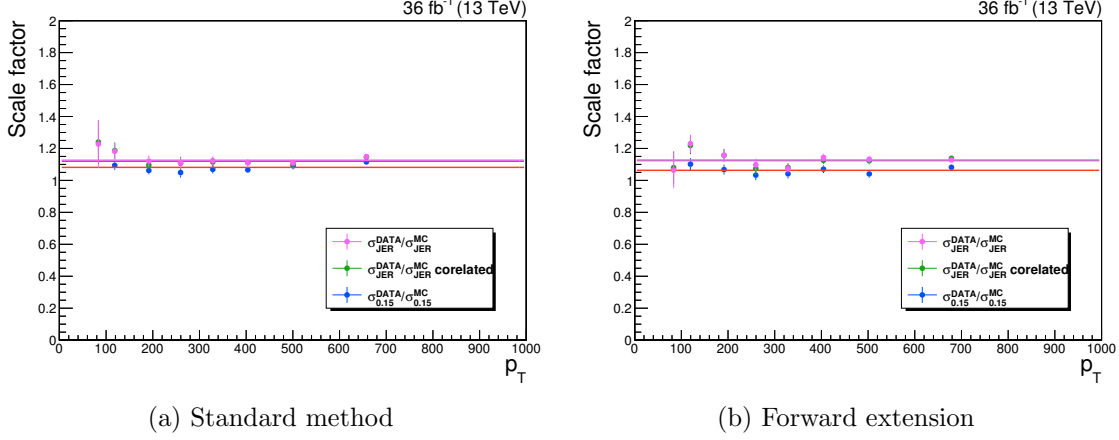 36 fb⁻¹ (13 TeV)
Scale factor
2
1.8
1.6
1.4
1.2
1
0.8
0.6
0.4
0.2
0
σ_JER^DATA/σ_JER^MC
σ_JER^DATA/σ_JER^MC corelated
σ_0.15^DATA/σ_0.15^MC
0 100 200 300 400 500 600 700 800 900 1000
p_T
(a) Standard method
36 fb⁻¹ (13 TeV)
Scale factor
2
1.8
1.6
1.4
1.2
1
0.8
0.6
0.4
0.2
0
σ_JER^DATA/σ_JER^MC
σ_JER^DATA/σ_JER^MC corelated
σ_0.15^DATA/σ_0.15^MC
0 100 200 300 400 500 600 700 800 900 1000
p_T
(b) Forward extension